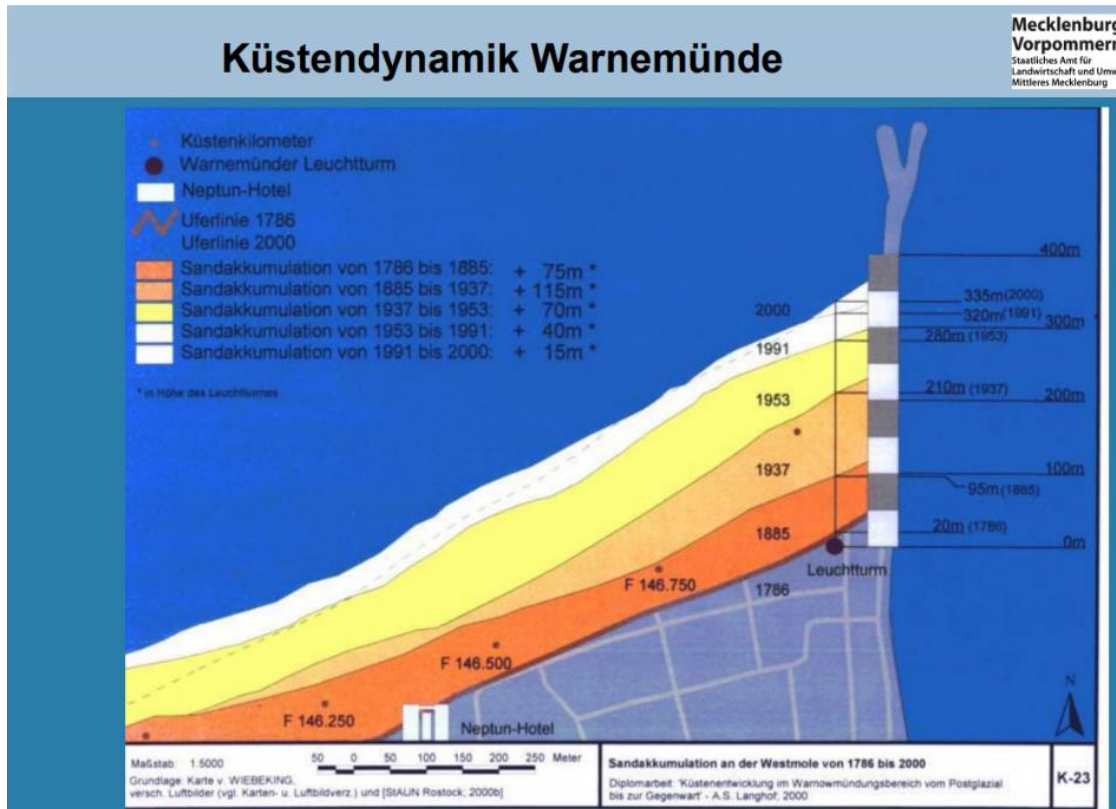 Küstendynamik Warnemünde
Mecklenburg
Vorpommern
Staatliches Amt für
Landwirtschaft und Umw
Mittleres Mecklenburg
Küstenkilometer
Warnemünder Leuchtturm
Neptun-Hotel
Uferlinie 1786
Uferlinie 2000
Sandakkumulation von 1786 bis 1885: + 75m *
Sandakkumulation von 1885 bis 1937: + 115m *
Sandakkumulation von 1937 bis 1953: + 70m *
Sandakkumulation von 1953 bis 1991: + 40m *
Sandakkumulation von 1991 bis 2000: + 15m *
* in Höhe des Leuchtturmes
400m
335m (2000)
320m (1991)
300m
280m (1953)
210m (1937)
200m
100m
95m (1885)
20m (1786)
0m
2000
1991
1953
1937
1885
1786
Leuchtturm
F 146.750
F 146.500
F 146.250
Neptun-Hotel
N
Maßstab: 1:5000
50 0 50 100 150 200 250 Meter
Grundlage: Karte v. WIEBEKING,
versch. Luftbilder (vgl. Karten- u. Luftbildverz.) und [StAUN Rostock, 2000b]
Sandakkumulation an der Westmole von 1786 bis 2000
Diplomarbeit: 'Küstenentwicklung im Warnowmündungsbereich vom Postglazial
bis zur Gegenwart' - A.S. Langhof, 2000
K-23